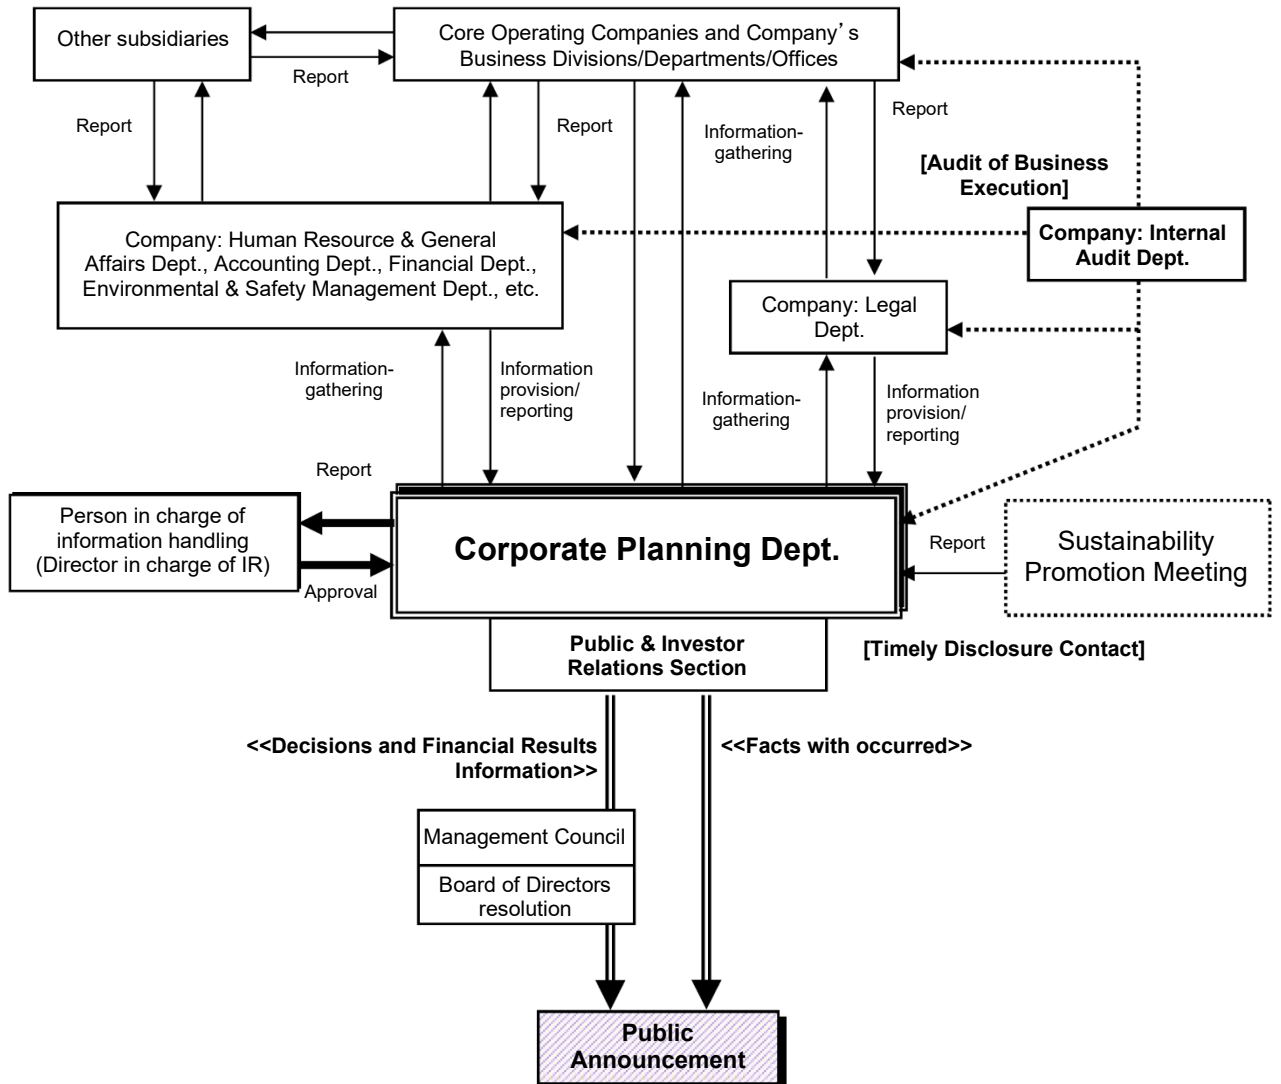 Other subsidiaries
Core Operating Companies and Company’s
Business Divisions/Departments/Offices
Report
Report
Report
Information-
gathering
Report
[Audit of Business
Execution]
Company: Human Resource & General
Affairs Dept., Accounting Dept., Financial Dept.,
Environmental & Safety Management Dept., etc.
Company: Internal
Audit Dept.
Company: Legal
Dept.
Information-
gathering
Information
provision/
reporting
Information-
gathering
Information
provision/
reporting
Report
Person in charge of
information handling
(Director in charge of IR)
Approval
Corporate Planning Dept.
Report
Sustainability
Promotion Meeting
Public & Investor
Relations Section
[Timely Disclosure Contact]
<<Decisions and Financial Results
Information>>
<<Facts with occurred>>
Management Council
Board of Directors
resolution
Public
Announcement